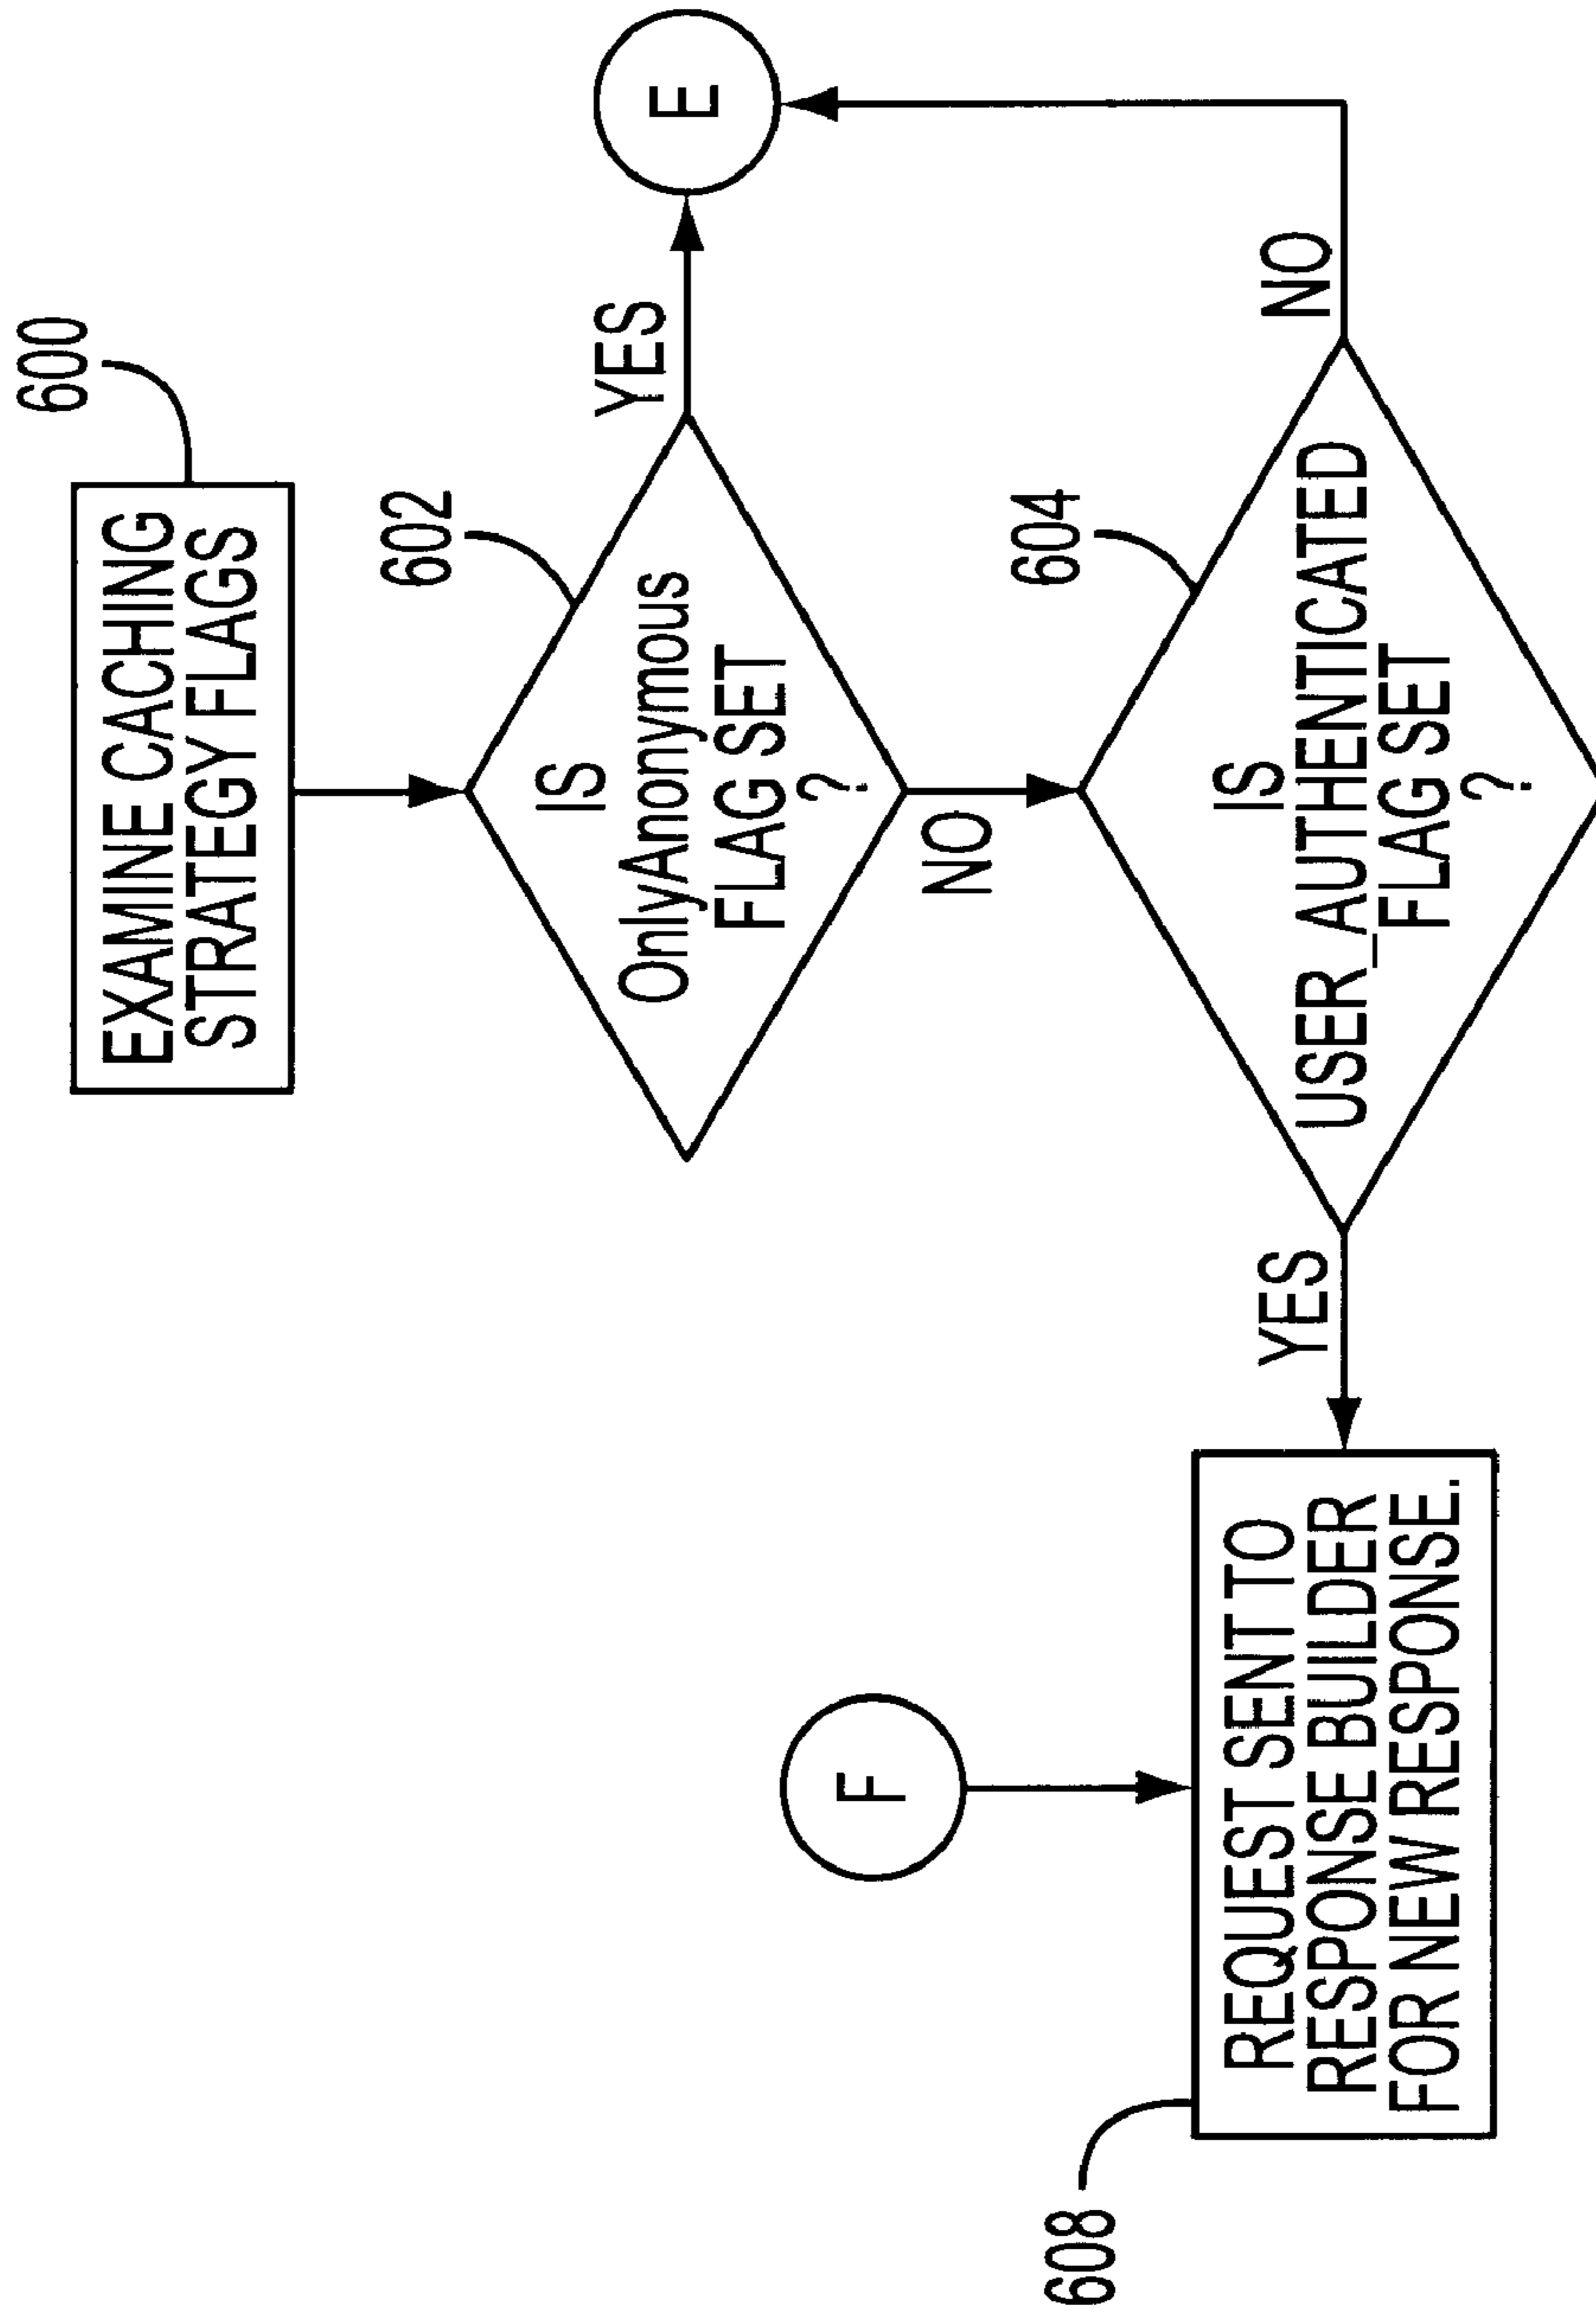 600
EXAMINE CACHING
STRATEGY FLAGS
602
IS
OnlyAnonymous
FLAG SET
?
YES
E
NO
604
IS
USER_AUTHENTICATED
FLAG SET
?
NO
YES
F
608
REQUEST SENT TO
RESPONSE BUILDER
FOR NEW RESPONSE.